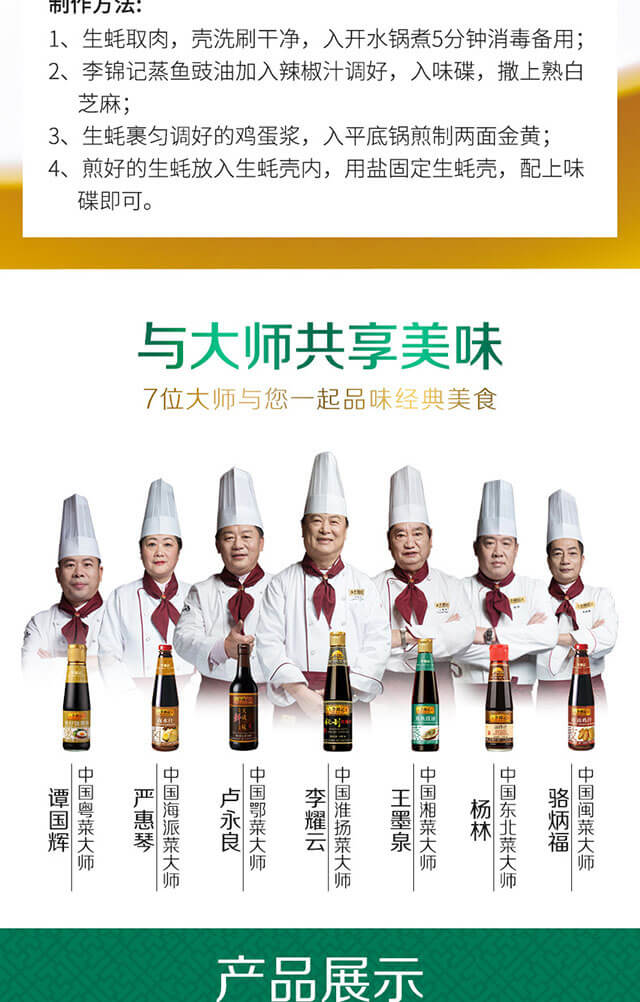 制作方法:
1、生蚝取肉，壳洗刷干净，入开水锅煮5分钟消毒备用；
2、李锦记蒸鱼豉油加入辣椒汁调好，入味碟，撒上熟白
芝麻；
3、生蚝裹匀调好的鸡蛋浆，入平底锅煎制两面金黄；
4、煎好的生蚝放入生蚝壳内，用盐固定生蚝壳，配上味
碟即可。
与大师共享美味
7位大师与您一起品味经典美食
中国粤菜大师
谭国辉
中国海派菜大师
严惠琴
中国鄂菜大师
卢永良
中国淮扬菜大师
李耀云
中国湘菜大师
王墨泉
中国东北菜大师
杨林
中国闽菜大师
骆炳福
产品展示